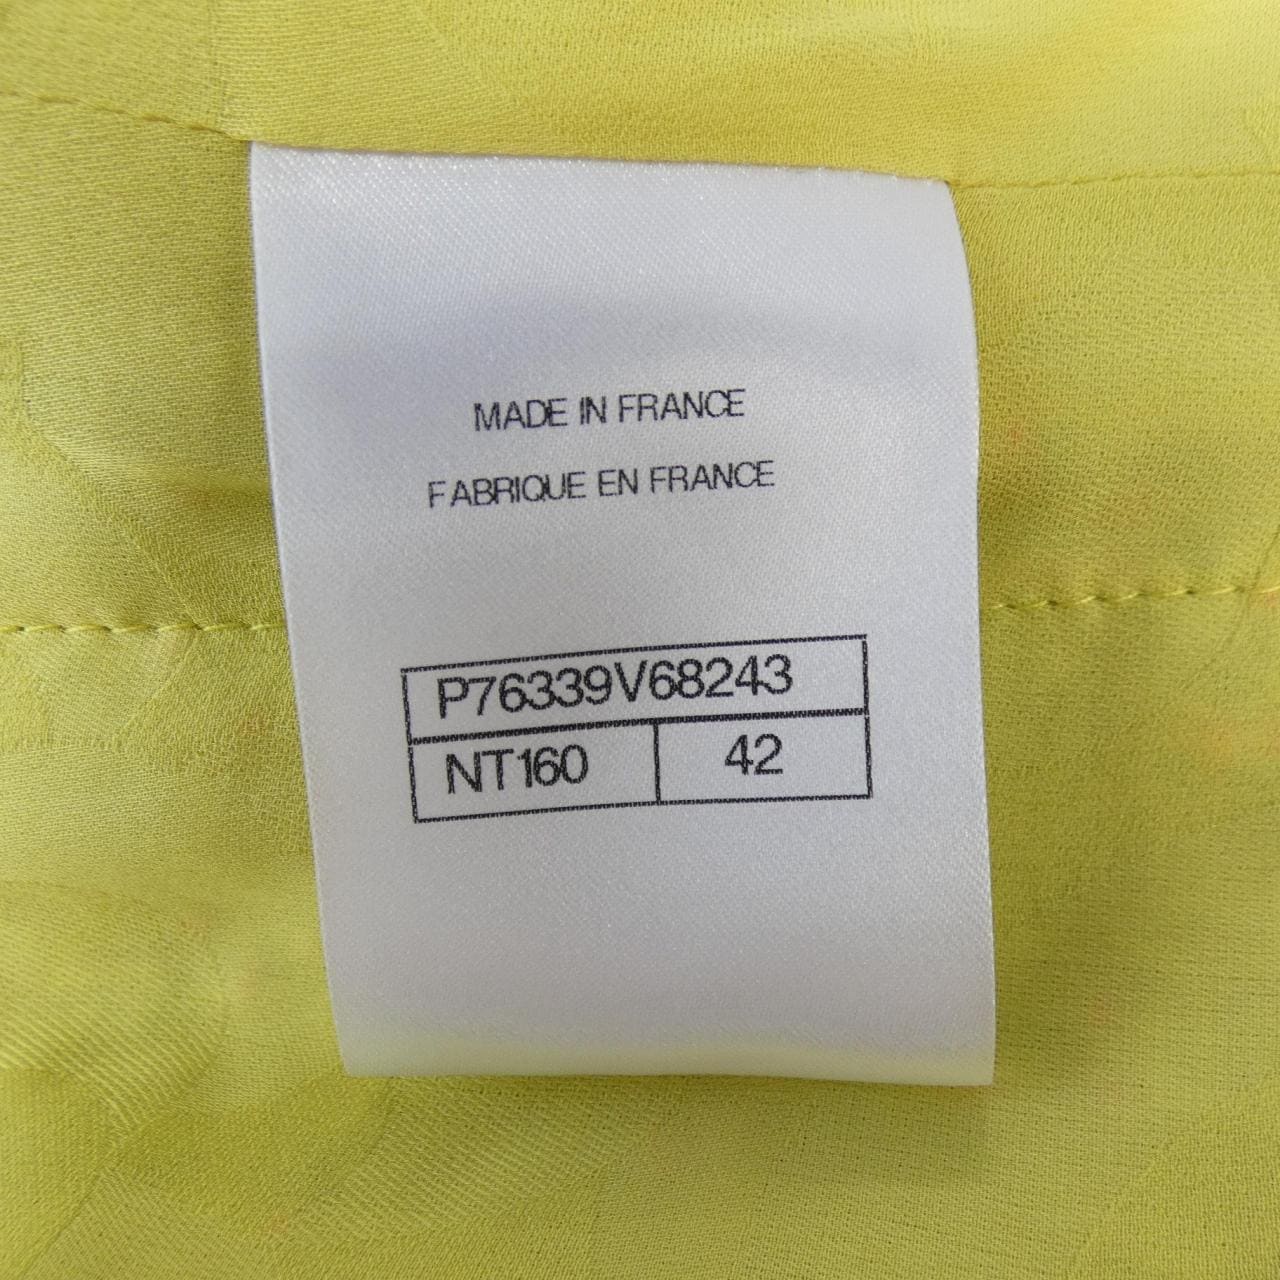 MADE IN FRANCE
FABRIQUE EN FRANCE
P76339V68243
NT160 42